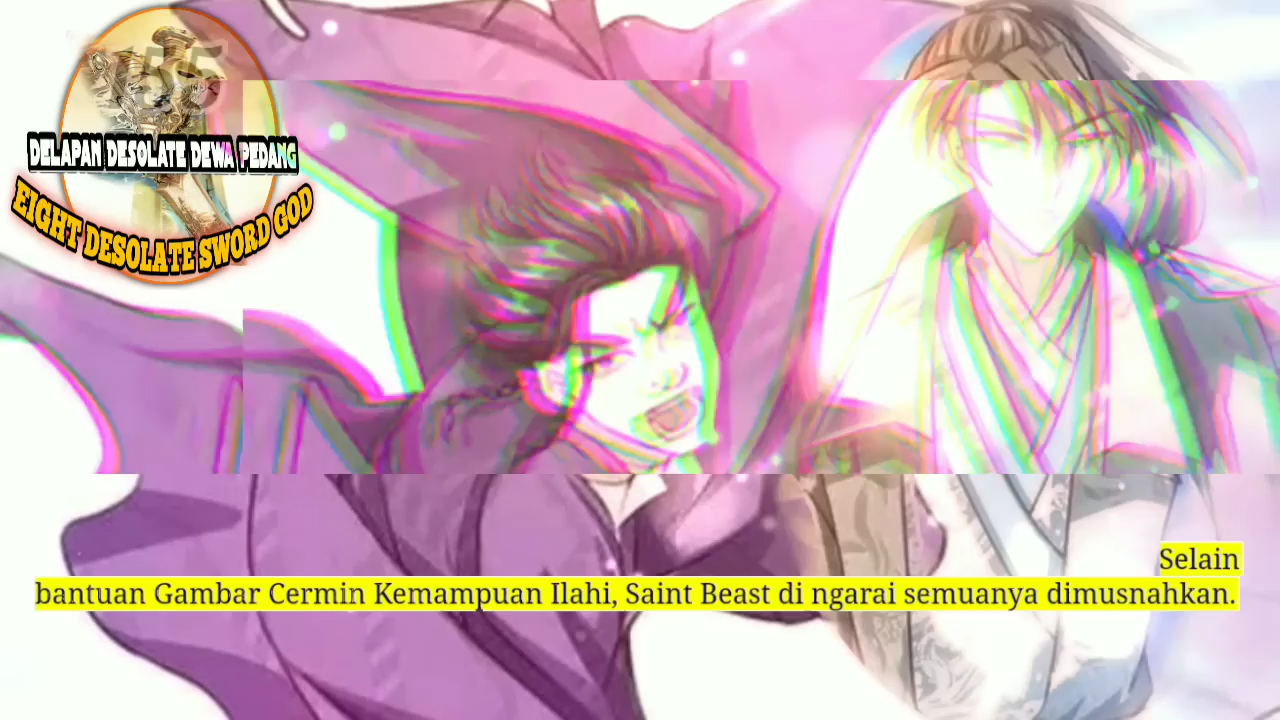 155
DELAPAN DESOLATE DEWA PEDANG
EIGHT DESOLATE SWORD GOD
Selain
bantuan Gambar Cermin Kemampuan Ilahi, Saint Beast di ngarai semuanya dimusnahkan.